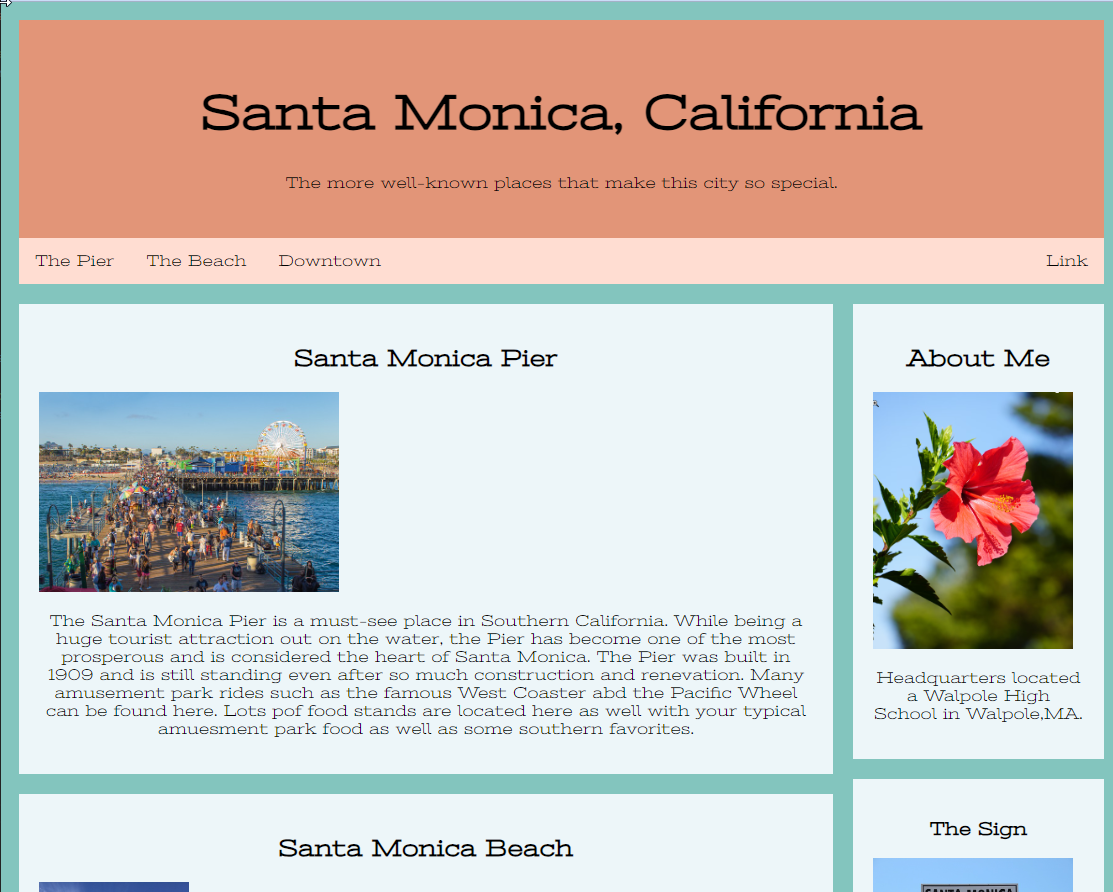 Santa Monica, California
The more well-known places that make this city so special.
The Pier The Beach Downtown Link
Santa Monica Pier
The Santa Monica Pier is a must-see place in Southern California. While being a
huge tourist attraction out on the water, the Pier has become one of the most
prosperous and is considered the heart of Santa Monica. The Pier was built in
1909 and is still standing even after so much construction and renevation. Many
amusement park rides such as the famous West Coaster abd the Pacific Wheel
can be found here. Lots pof food stands are located here as well with your typical
amuesment park food as well as some southern favorites.
Santa Monica Beach
About Me
Headquarters located
a Walpole High
School in Walpole,MA.
The Sign
SANTA MONICA